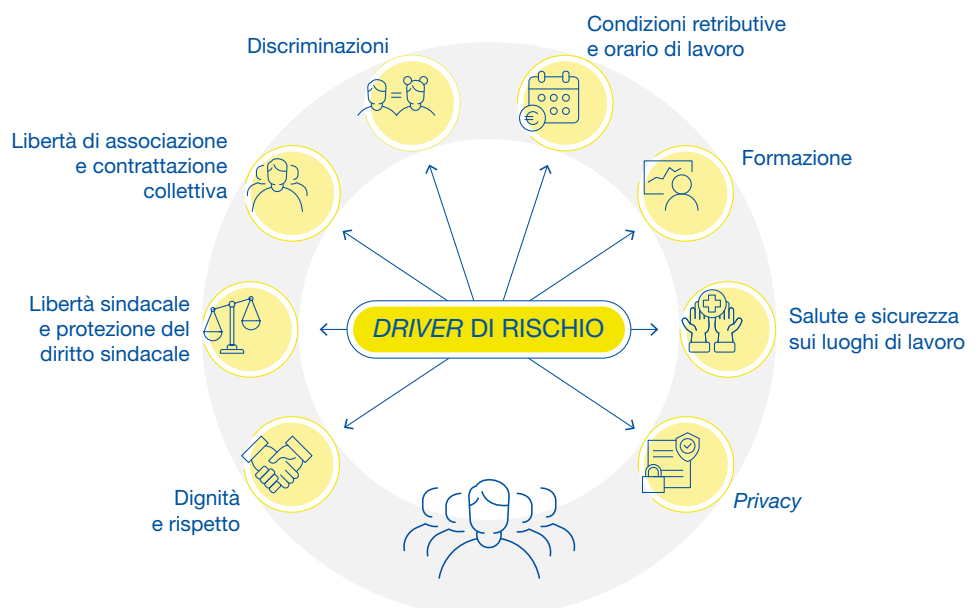 Condizioni retributive
e orario di lavoro
Discriminazioni
Libertà di associazione
e contrattazione
collettiva
Formazione
Libertà sindacale
e protezione del
diritto sindacale
DRIVER DI RISCHIO
Salute e sicurezza
sui luoghi di lavoro
Dignità
e rispetto
Privacy